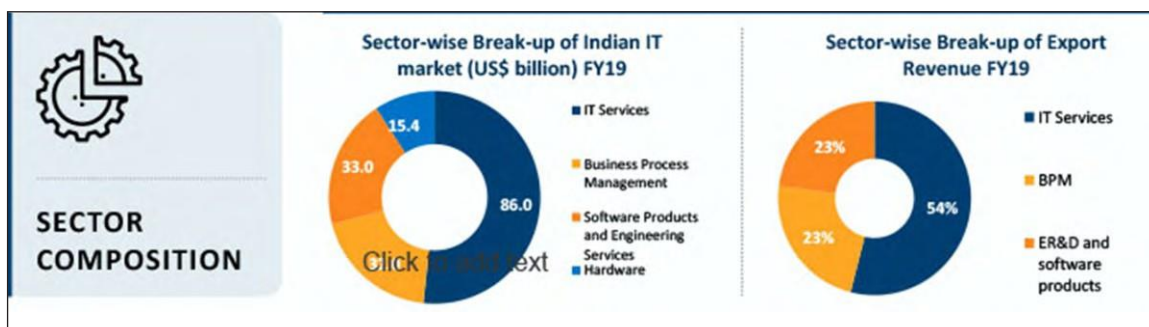 SECTOR
COMPOSITION
Sector-wise Break-up of Indian IT
market (US$ billion) FY19
15.4
33.0
86.0
Click to add text
IT Services
Business Process
Management
Software Products
and Engineering
Services
Hardware
Sector-wise Break-up of Export
Revenue FY19
23%
54%
23%
IT Services
BPM
ER&D and
software
products